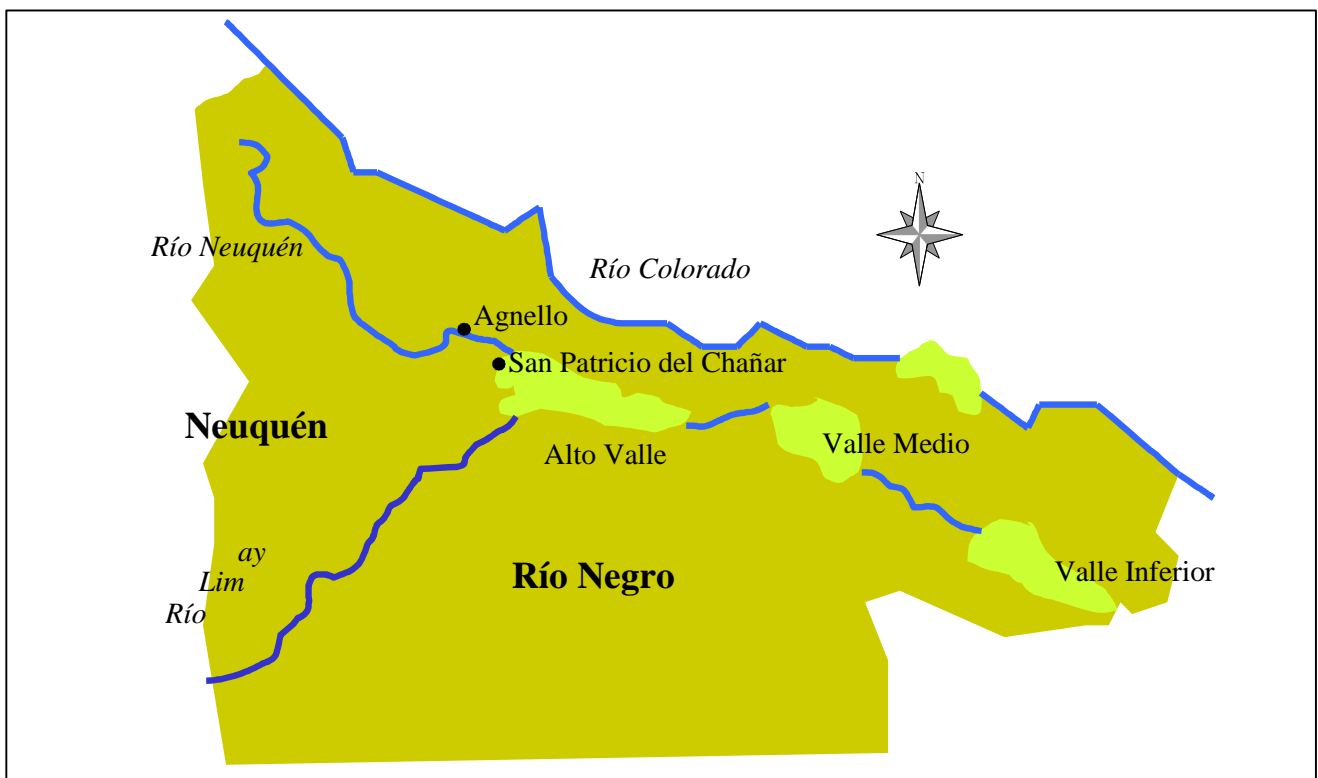 N
Río Neuquén
Río Colorado
Agnello
San Patricio del Chañar
Neuquén
Alto Valle
Valle Medio
ay
Lim
Río
Río Negro
Valle Inferior